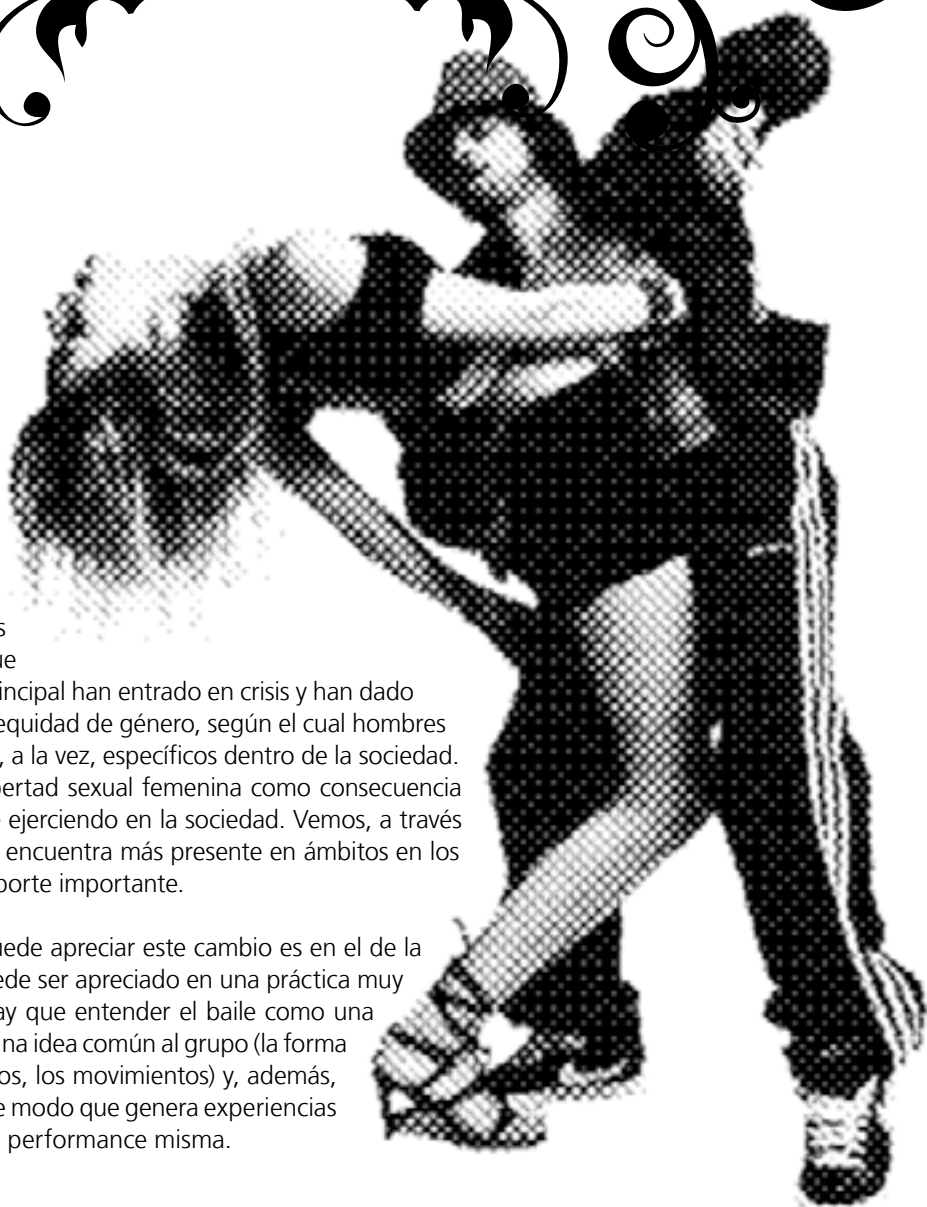 s
ue
incipal han entrado en crisis y han dado
equidad de género, según el cual hombres
, a la vez, específicos dentro de la sociedad.
ertad sexual femenina como consecuencia
ejerciendo en la sociedad. Vemos, a través
encuentra más presente en ámbitos en los
porte importante.
uede apreciar este cambio es en el de la
ede ser apreciado en una práctica muy
ay que entender el baile como una
na idea común al grupo (la forma
os, los movimientos) y, además,
e modo que genera experiencias
performance misma.